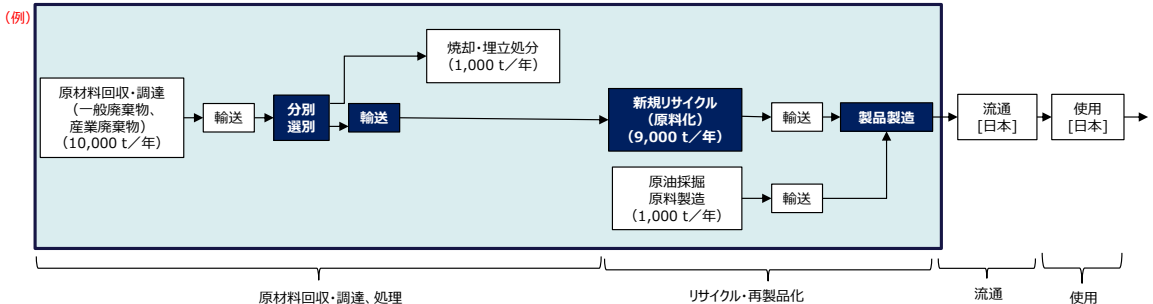 （例）
焼却・埋立処分
（1,000 t／年）
原材料回収・調達
（一般廃棄物、
産業廃棄物）
（10,000 t／年）
輸送
分別
選別
輸送
新規リサイクル
（原料化）
（9,000 t／年）
輸送
製品製造
流通
[日本]
使用
[日本]
原油採掘
原料製造
（1,000 t／年）
輸送
原材料回収・調達、処理
リサイクル・再製品化
流通
使用